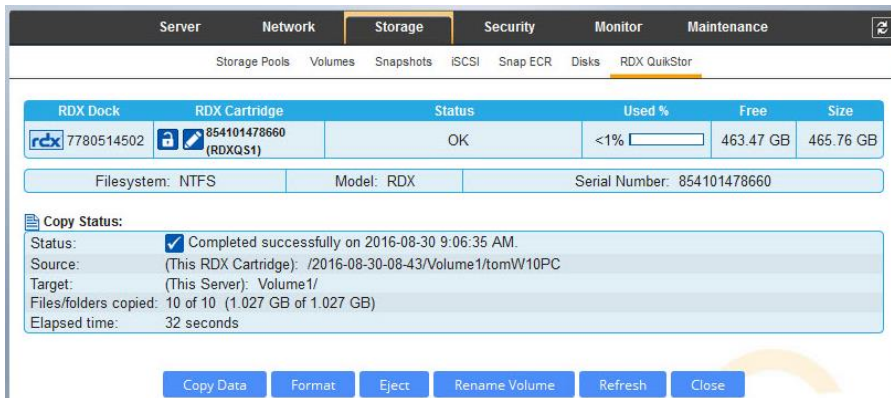 Server Network Storage Security Monitor Maintenance
Storage Pools Volumes Snapshots iSCSI Snap ECR Disks RDX QuikStor
RDX Dock RDX Cartridge Status Used % Free Size
rdx 7780514502 854101478660 (RDXQS1) OK <1% 463.47 GB 465.76 GB
Filesystem: NTFS Model: RDX Serial Number: 854101478660
Copy Status:
Status: Completed successfully on 2016-08-30 9:06:35 AM.
Source: (This RDX Cartridge): /2016-08-30-08-43/Volume1/tomW10PC
Target: (This Server): Volume1/
Files/folders copied: 10 of 10 (1.027 GB of 1.027 GB)
Elapsed time: 32 seconds
Copy Data Format Eject Rename Volume Refresh Close